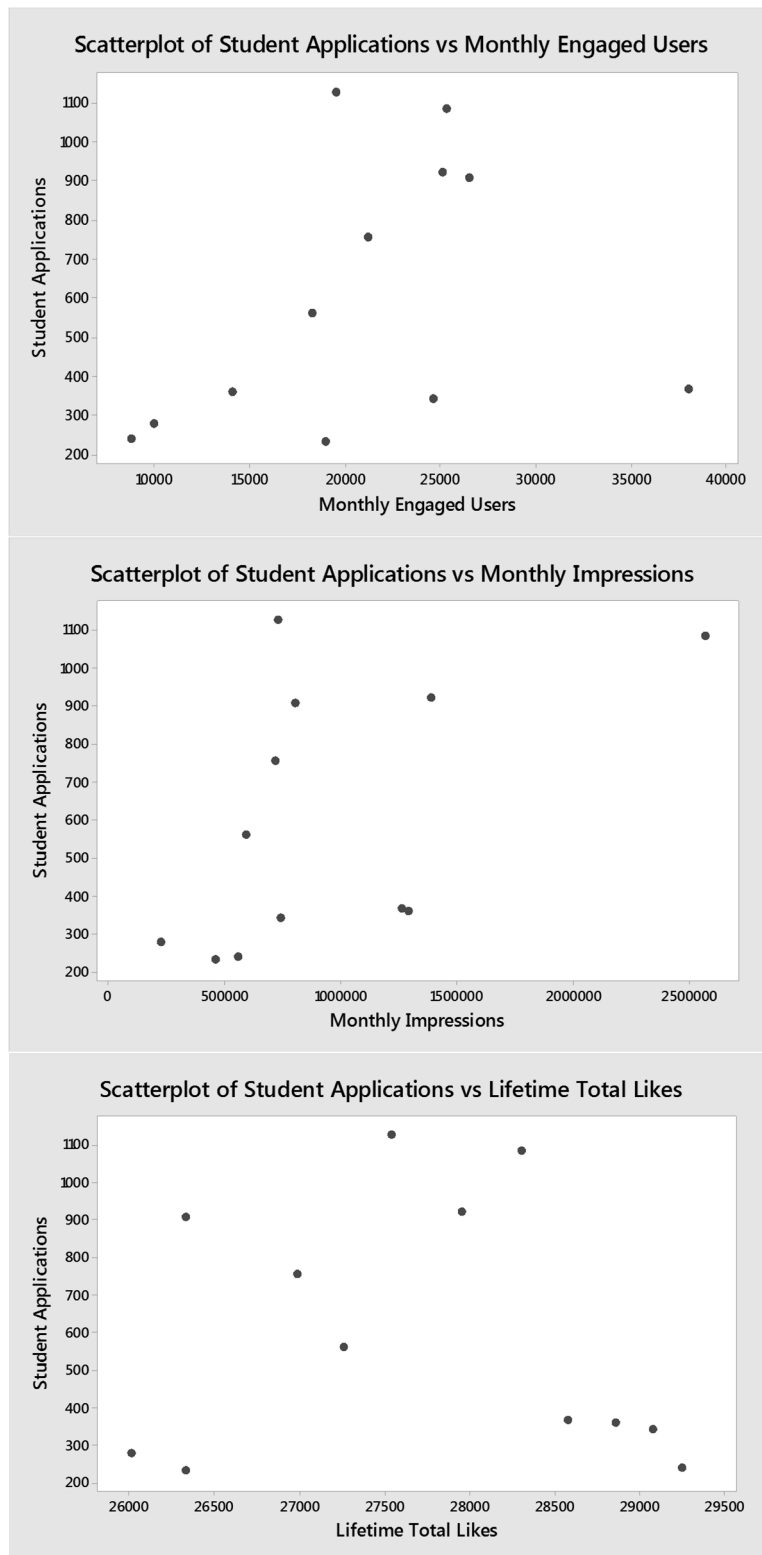 Scatterplot of Student Applications vs Monthly Engaged Users
1100
1000
900
800
700
600
500
400
300
200
Student Applications
10000 15000 20000 25000 30000 35000 40000
Monthly Engaged Users
Scatterplot of Student Applications vs Monthly Impressions
1100
1000
900
800
700
600
500
400
300
200
Student Applications
0 500000 1000000 1500000 2000000 2500000
Monthly Impressions
Scatterplot of Student Applications vs Lifetime Total Likes
1100
1000
900
800
700
600
500
400
300
200
Student Applications
26000 26500 27000 27500 28000 28500 29000 29500
Lifetime Total Likes